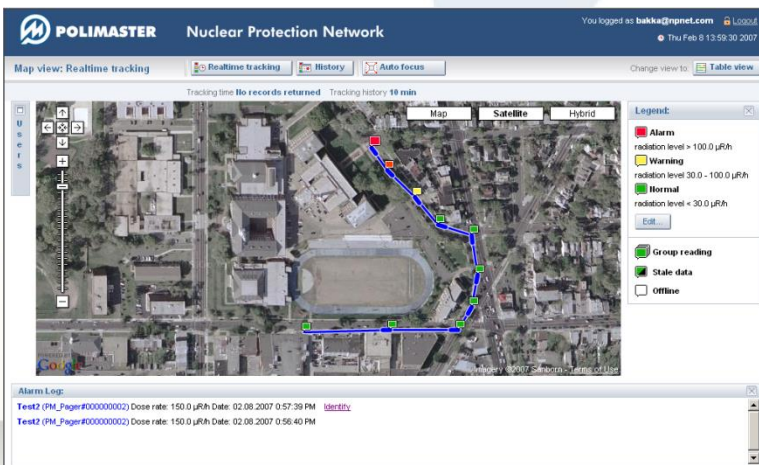 POLIMASTER
Nuclear Protection Network
You logged as bakka@npnet.com Logout
Thu Feb 8 13:59:30 2007
Map view: Realtime tracking
Realtime tracking
History
Auto focus
Change view to: Table view
Tracking time No records returned Tracking history 10 min
Users
Map
Satellite
Hybrid
Legend:
Alarm
radiation level > 100.0 µR/h
Warning
radiation level 30.0 - 100.0 µR/h
Normal
radiation level < 30.0 µR/h
Edit...
Group reading
Stale data
Offline
POWERED BY
Google
Imagery ©2007 Sanborn - Terms of Use
Alarm Log:
Test2 (PM_Pager#000000002) Dose rate: 150.0 µR/h Date: 02.08.2007 0:57:39 PM Identify
Test2 (PM_Pager#000000002) Dose rate: 150.0 µR/h Date: 02.08.2007 0:56:40 PM